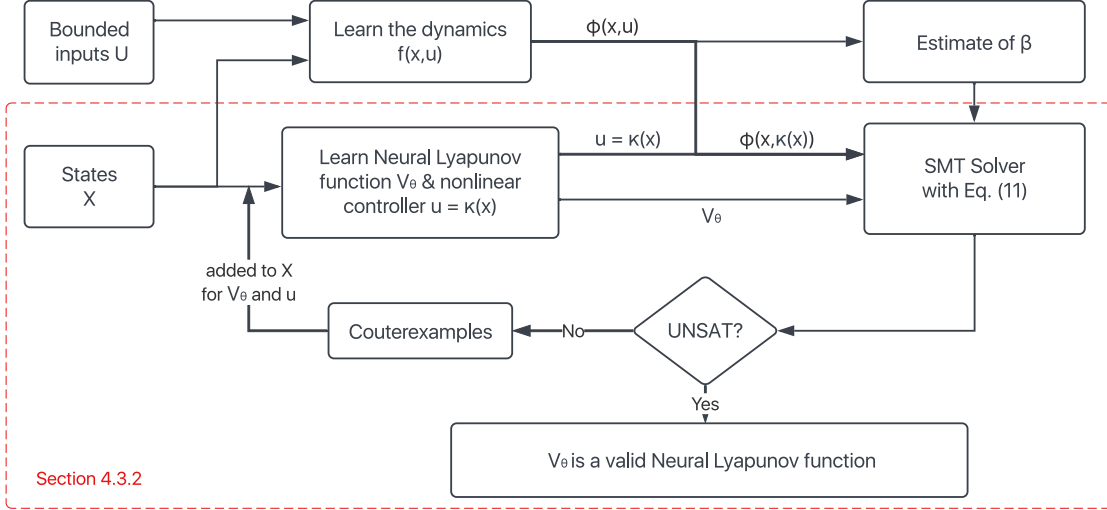 Bounded
inputs U
Learn the dynamics
f(x,u)
ϕ(x,u)
Estimate of β
States
X
Learn Neural Lyapunov
function Vθ & nonlinear
controller u = κ(x)
u = κ(x)
ϕ(x,κ(x))
Vθ
SMT Solver
with Eq. (11)
added to X
for Vθ and u
Couterexamples
No
UNSAT?
Yes
Vθ is a valid Neural Lyapunov function
Section 4.3.2